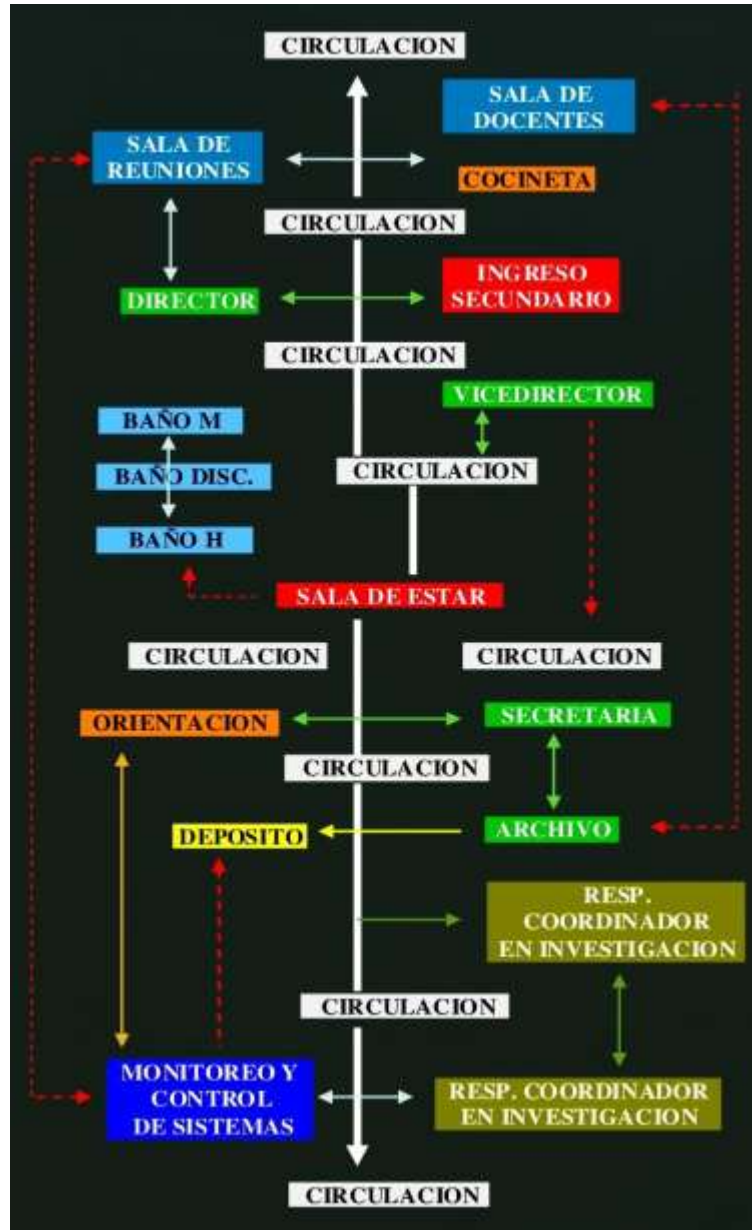 CIRCULACION
SALA DE
DOCENTES
SALA DE
REUNIONES
COCINETA
CIRCULACION
INGRESO
SECUNDARIO
DIRECTOR
CIRCULACION
VICEDIRECTOR
BAÑO M
BAÑO DISC.
CIRCULACION
BAÑO H
SALA DE ESTAR
CIRCULACION
CIRCULACION
ORIENTACION
SECRETARIA
CIRCULACION
DEPOSITO
ARCHIVO
RESP.
COORDINADOR
EN INVESTIGACION
CIRCULACION
MONITOREO Y
CONTROL
DE SISTEMAS
RESP. COORDINADOR
EN INVESTIGACION
CIRCULACION